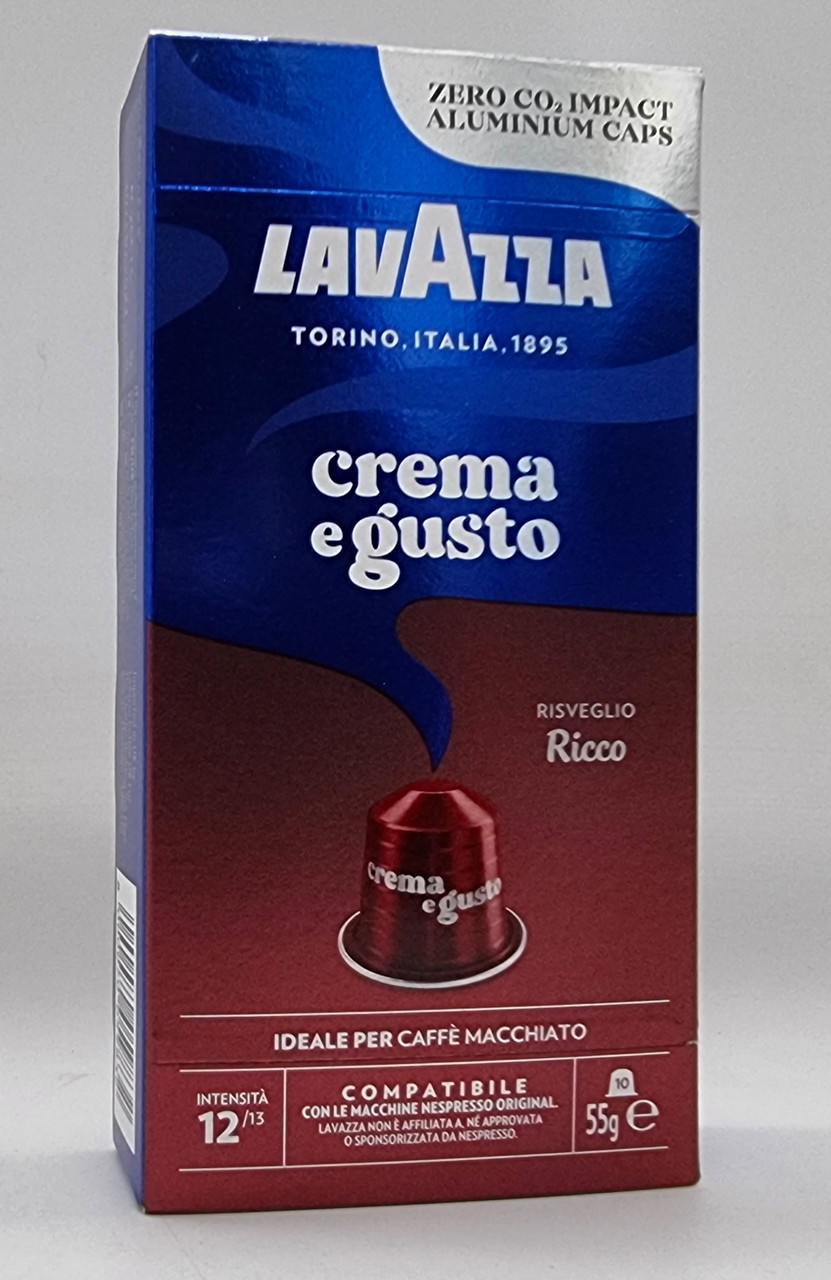 ZERO CO₂ IMPACT
ALUMINIUM CAPS
LAVAZZA
TORINO, ITALIA, 1895
crema
e gusto
RISVEGLIO
Ricco
crema
e gusto
IDEALE PER CAFFÈ MACCHIATO
INTENSITÀ
12/13
COMPATIBILE
CON LE MACCHINE NESPRESSO ORIGINAL.
LAVAZZA NON È AFFILIATA A, NÉ APPROVATA
O SPONSORIZZATA DA NESPRESSO.
10
55g e